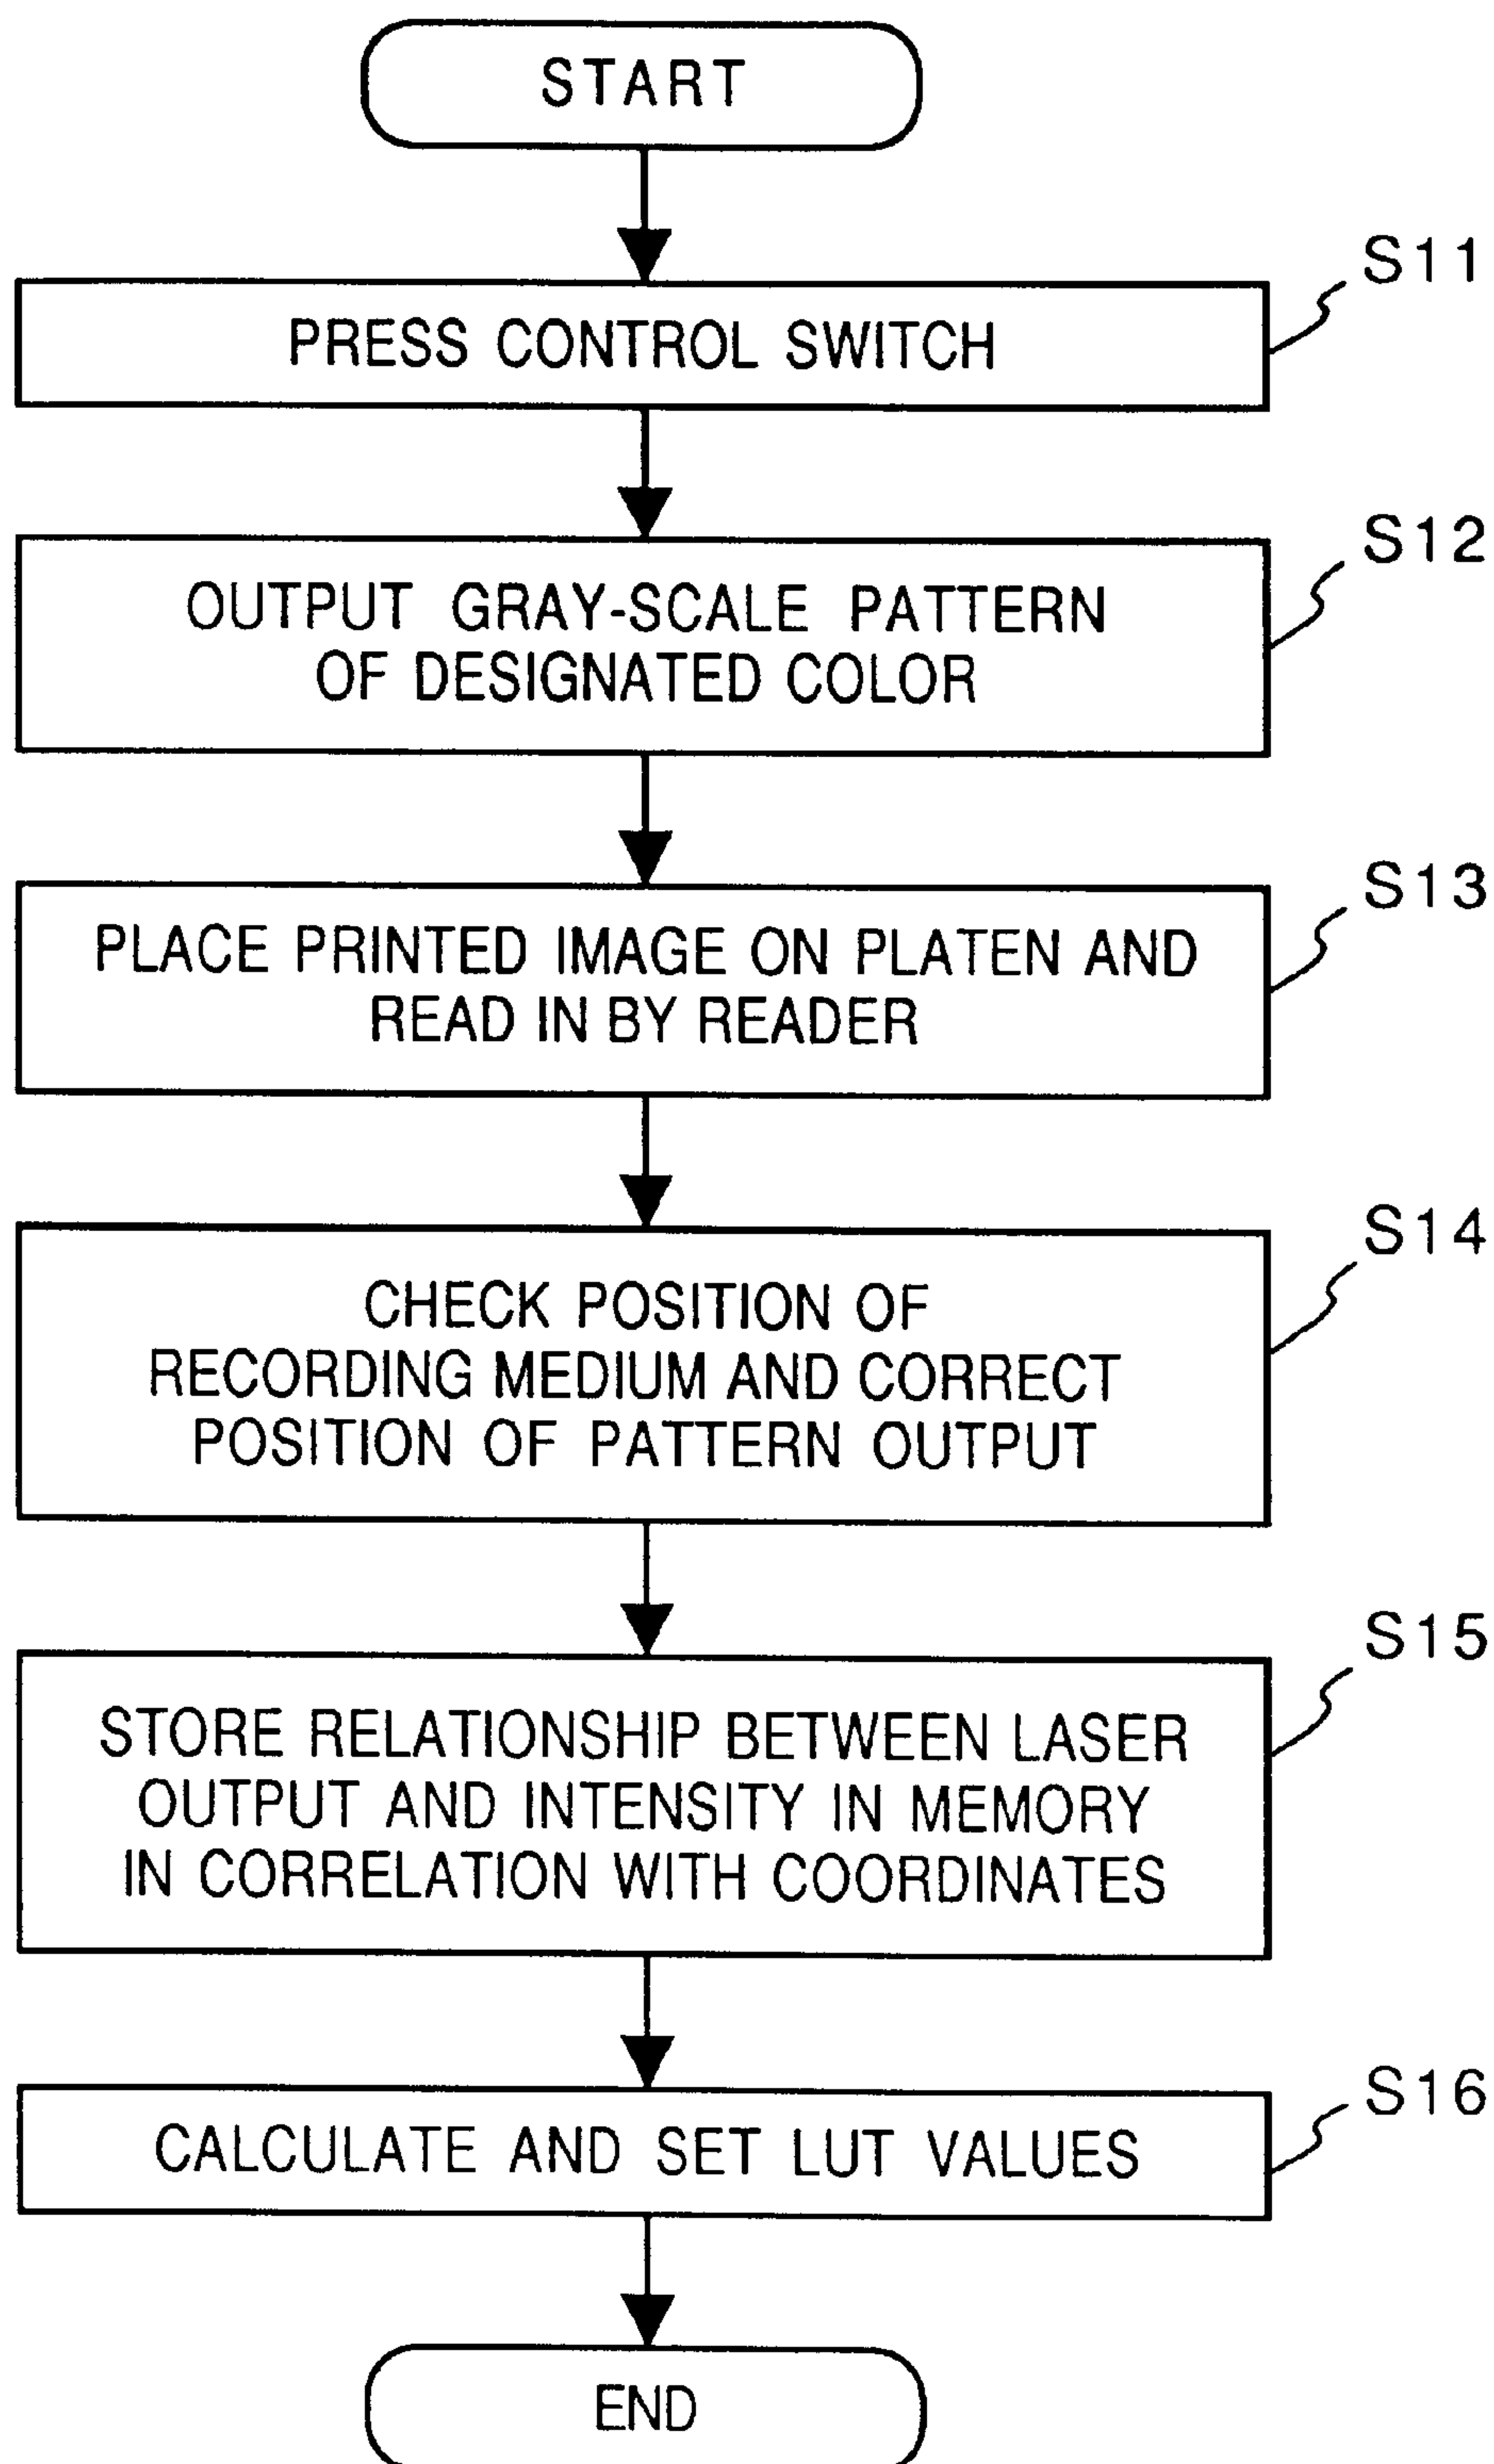 START
S11
PRESS CONTROL SWITCH
S12
OUTPUT GRAY-SCALE PATTERN
OF DESIGNATED COLOR
S13
PLACE PRINTED IMAGE ON PLATEN AND
READ IN BY READER
S14
CHECK POSITION OF
RECORDING MEDIUM AND CORRECT
POSITION OF PATTERN OUTPUT
S15
STORE RELATIONSHIP BETWEEN LASER
OUTPUT AND INTENSITY IN MEMORY
IN CORRELATION WITH COORDINATES
S16
CALCULATE AND SET LUT VALUES
END